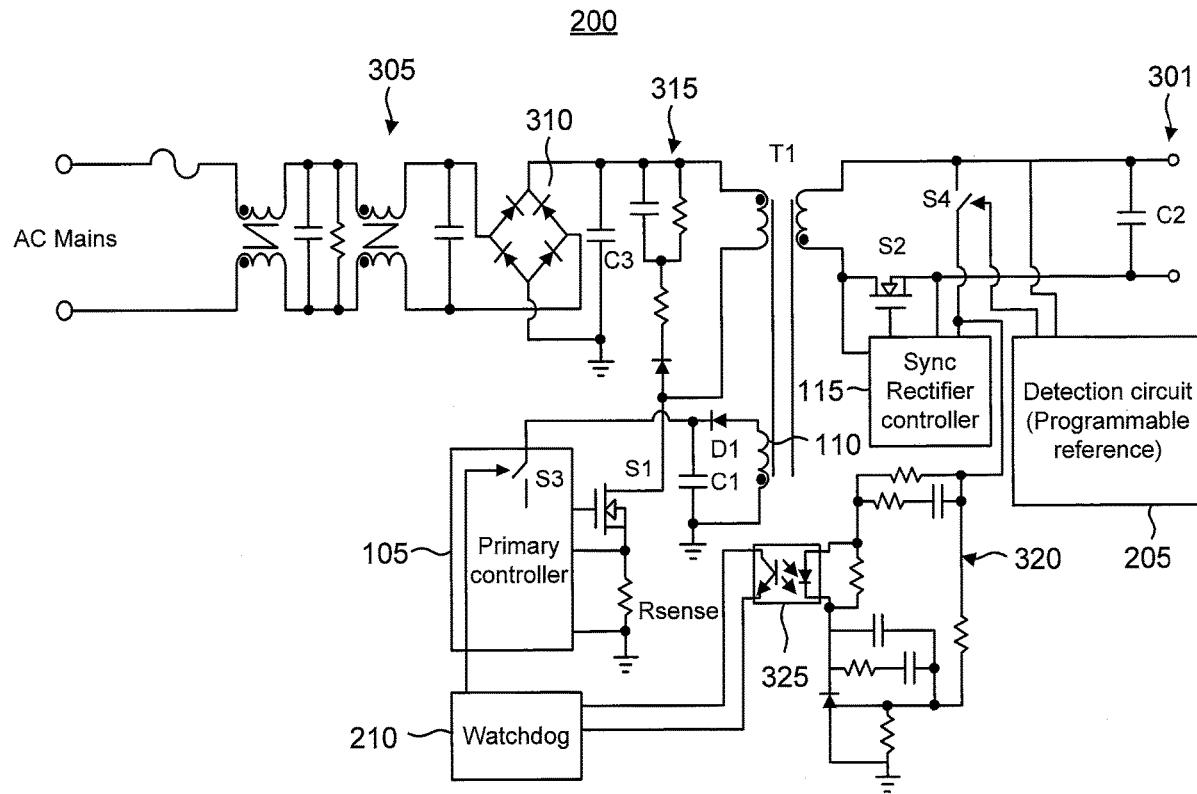 200
305
315
301
310
T1
S4
AC Mains
C3
S2
C2
115
Sync
Rectifier
controller
Detection circuit
(Programmable
reference)
D1
110
S3
S1
C1
105
Primary
controller
320
205
Rsense
325
210
Watchdog